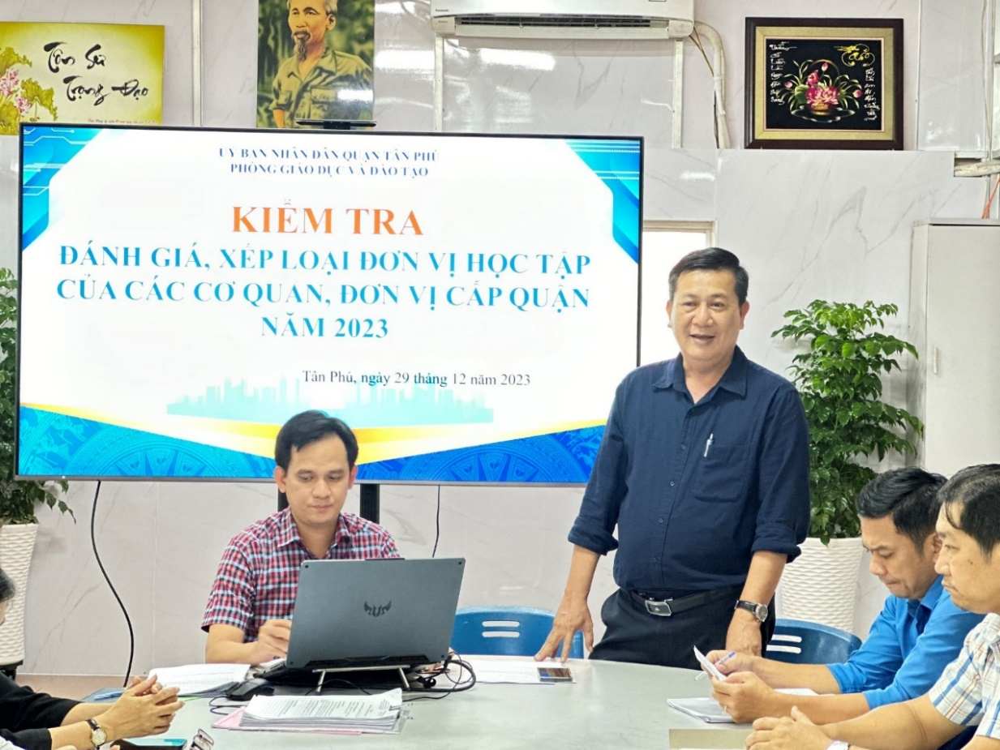 Tôn Sư
Trọng Đạo
ỦY BAN NHÂN DÂN QUẬN TÂN PHÚ
PHÒNG GIÁO DỤC VÀ ĐÀO TẠO
KIỂM TRA
ĐÁNH GIÁ, XẾP LOẠI ĐƠN VỊ HỌC TẬP
CỦA CÁC CƠ QUAN, ĐƠN VỊ CẤP QUẬN
NĂM 2023
Tân Phú, ngày 29 tháng 12 năm 2023